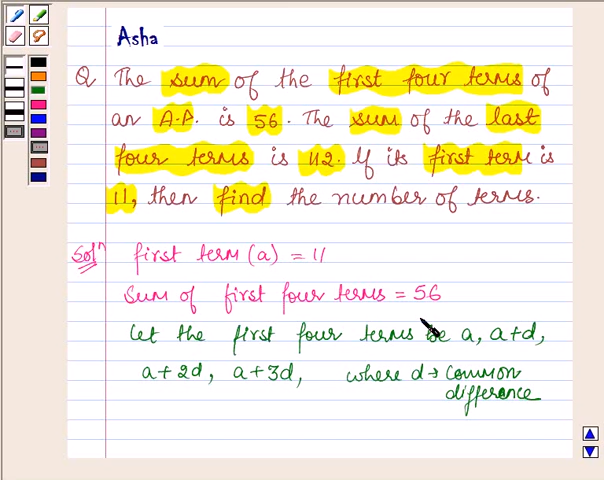 Asha
Q The sum of the first four terms of
an A.P. is 56. The sum of the last
four terms is 112. If its first term is
11, then find the number of terms.
Solⁿ first term (a) = 11
Sum of first four terms = 56
Let the first four terms be a, a+d,
a+2d, a+3d, where d → common
difference